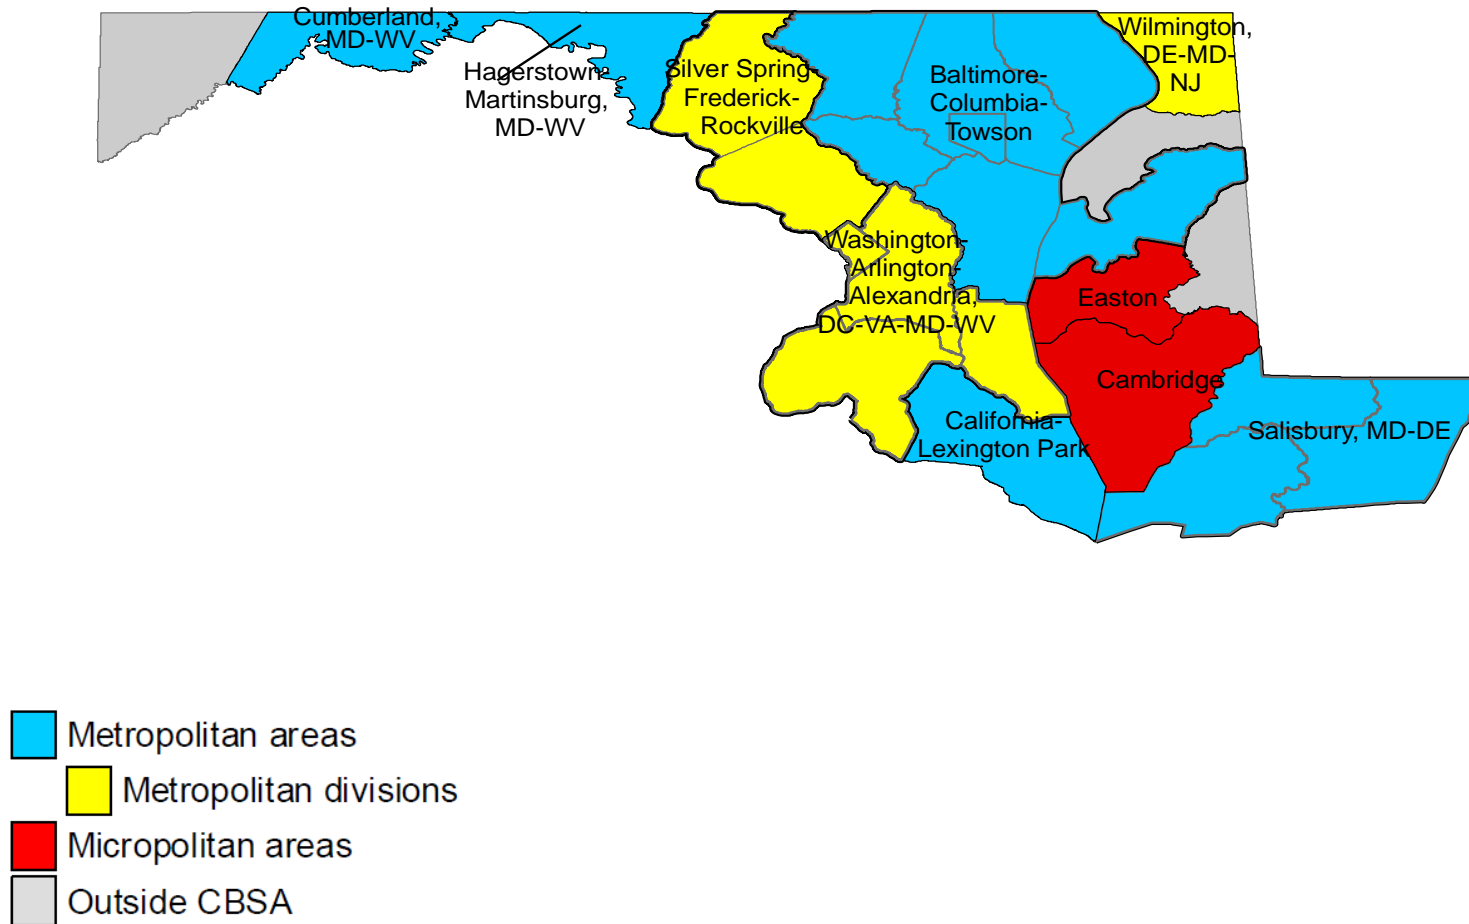 Cumberland,
MD-WV
Hagerstown-
Martinsburg,
MD-WV
Silver Spring-
Frederick-
Rockville
Baltimore-
Columbia-
Towson
Wilmington,
DE-MD-
NJ
Washington-
Arlington-
Alexandria,
DC-VA-MD-WV
Easton
Cambridge
California-
Lexington Park
Salisbury, MD-DE
Metropolitan areas
Metropolitan divisions
Micropolitan areas
Outside CBSA